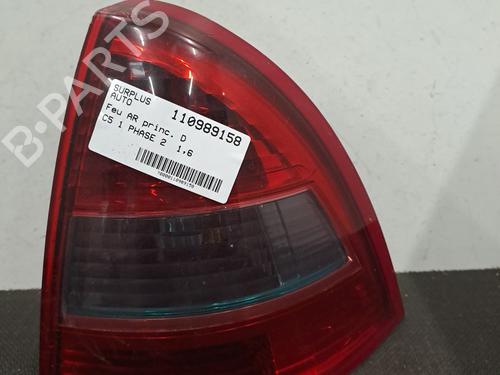 B-PARTS
SURPLUS
AUTO
110989158
Feu AR princ. D
C5 1 PHASE 2 1,6